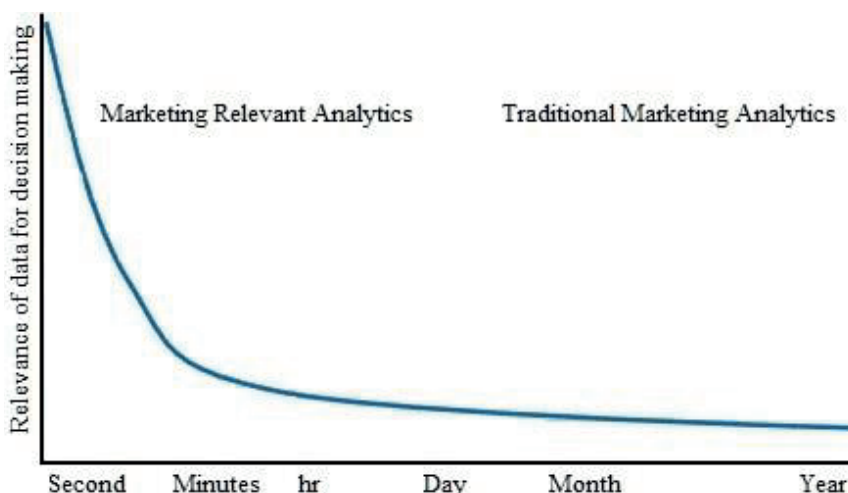 Relevance of data for decision making
Marketing Relevant Analytics Traditional Marketing Analytics
Second Minutes hr Day Month Year